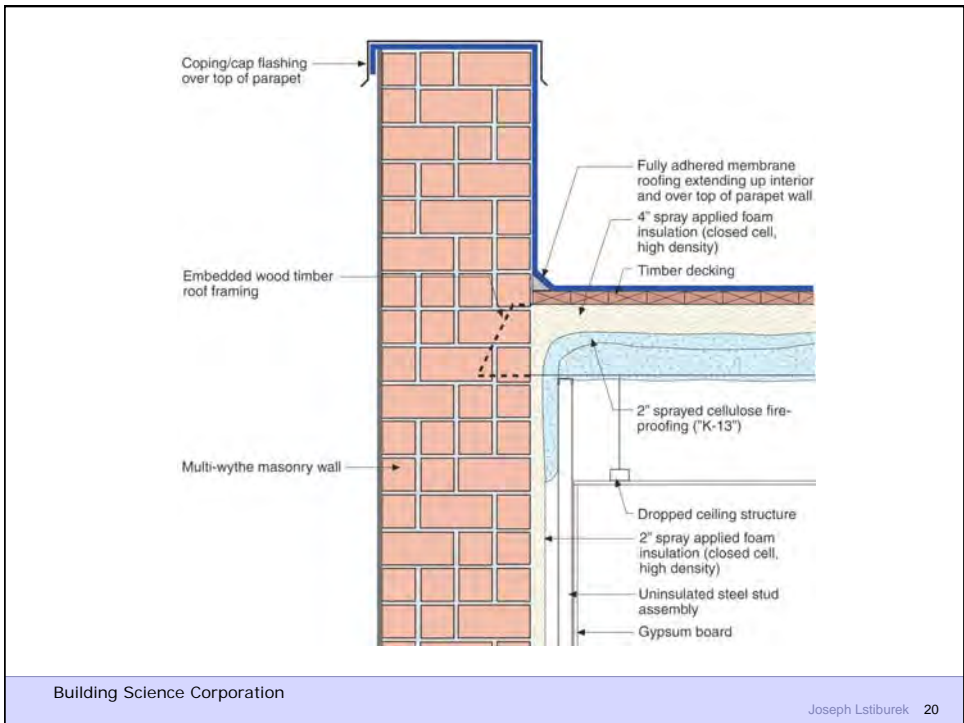 Coping/cap flashing
over top of parapet
Fully adhered membrane
roofing extending up interior
and over top of parapet wall
4" spray applied foam
insulation (closed cell,
high density)
Timber decking
Embedded wood timber
roof framing
2" sprayed cellulose fire-
proofing ("K-13")
Multi-wythe masonry wall
Dropped ceiling structure
2" spray applied foam
insulation (closed cell,
high density)
Uninsulated steel stud
assembly
Gypsum board
Building Science Corporation
Joseph Lstiburek 20